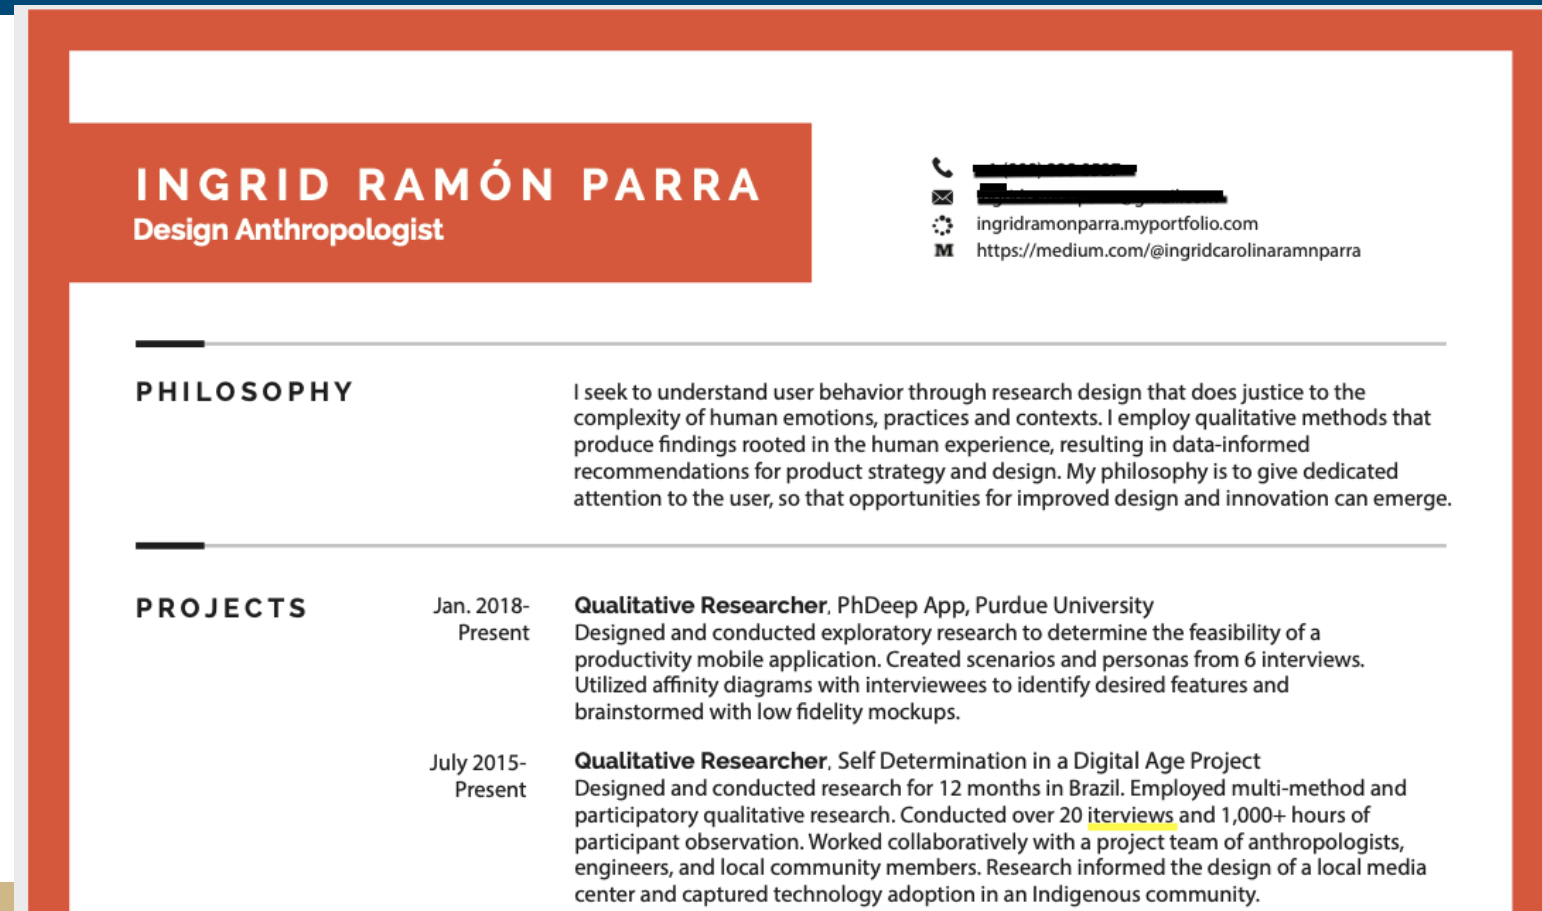 INGRID RAMÓN PARRA
Design Anthropologist
ingridramonparra.myportfolio.com
M https://medium.com/@ingridcarolinaramnparra
PHILOSOPHY
I seek to understand user behavior through research design that does justice to the
complexity of human emotions, practices and contexts. I employ qualitative methods that
produce findings rooted in the human experience, resulting in data-informed
recommendations for product strategy and design. My philosophy is to give dedicated
attention to the user, so that opportunities for improved design and innovation can emerge.
PROJECTS
Jan. 2018-
Present
Qualitative Researcher, PhDeep App, Purdue University
Designed and conducted exploratory research to determine the feasibility of a
productivity mobile application. Created scenarios and personas from 6 interviews.
Utilized affinity diagrams with interviewees to identify desired features and
brainstormed with low fidelity mockups.
July 2015-
Present
Qualitative Researcher, Self Determination in a Digital Age Project
Designed and conducted research for 12 months in Brazil. Employed multi-method and
participatory qualitative research. Conducted over 20 iterviews and 1,000+ hours of
participant observation. Worked collaboratively with a project team of anthropologists,
engineers, and local community members. Research informed the design of a local media
center and captured technology adoption in an Indigenous community.